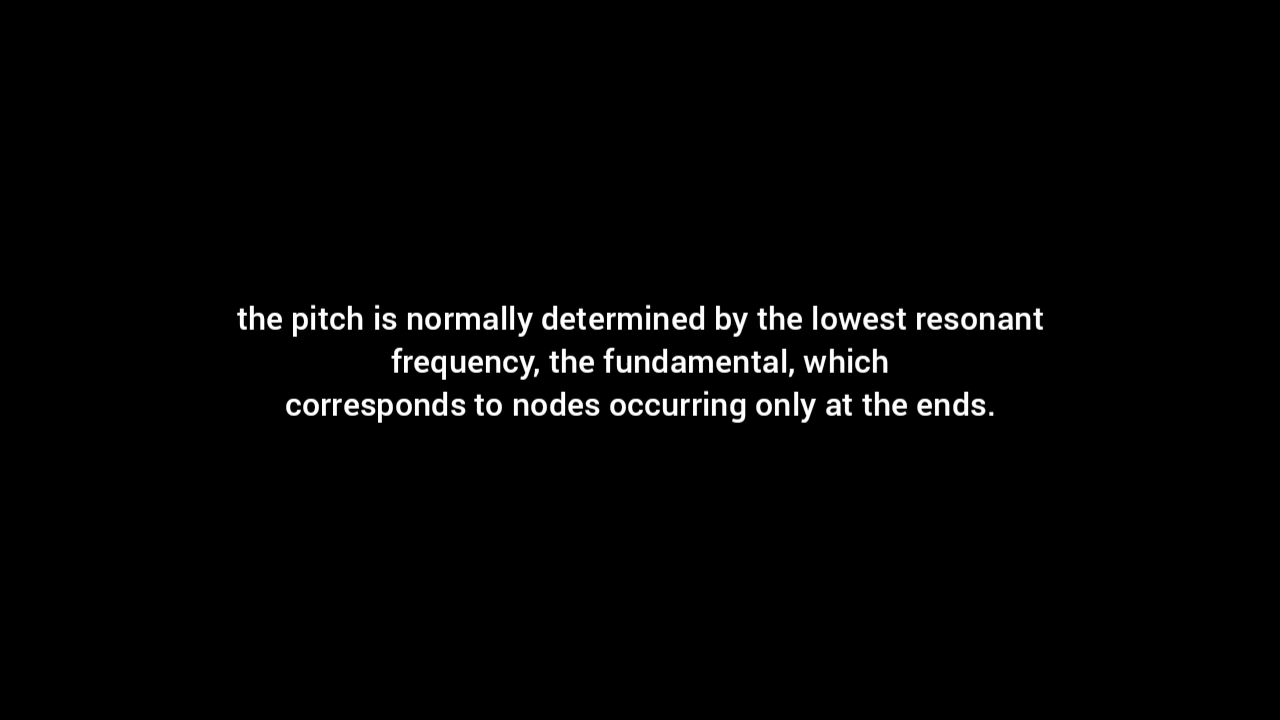 the pitch is normally determined by the lowest resonant
frequency, the fundamental, which
corresponds to nodes occurring only at the ends.